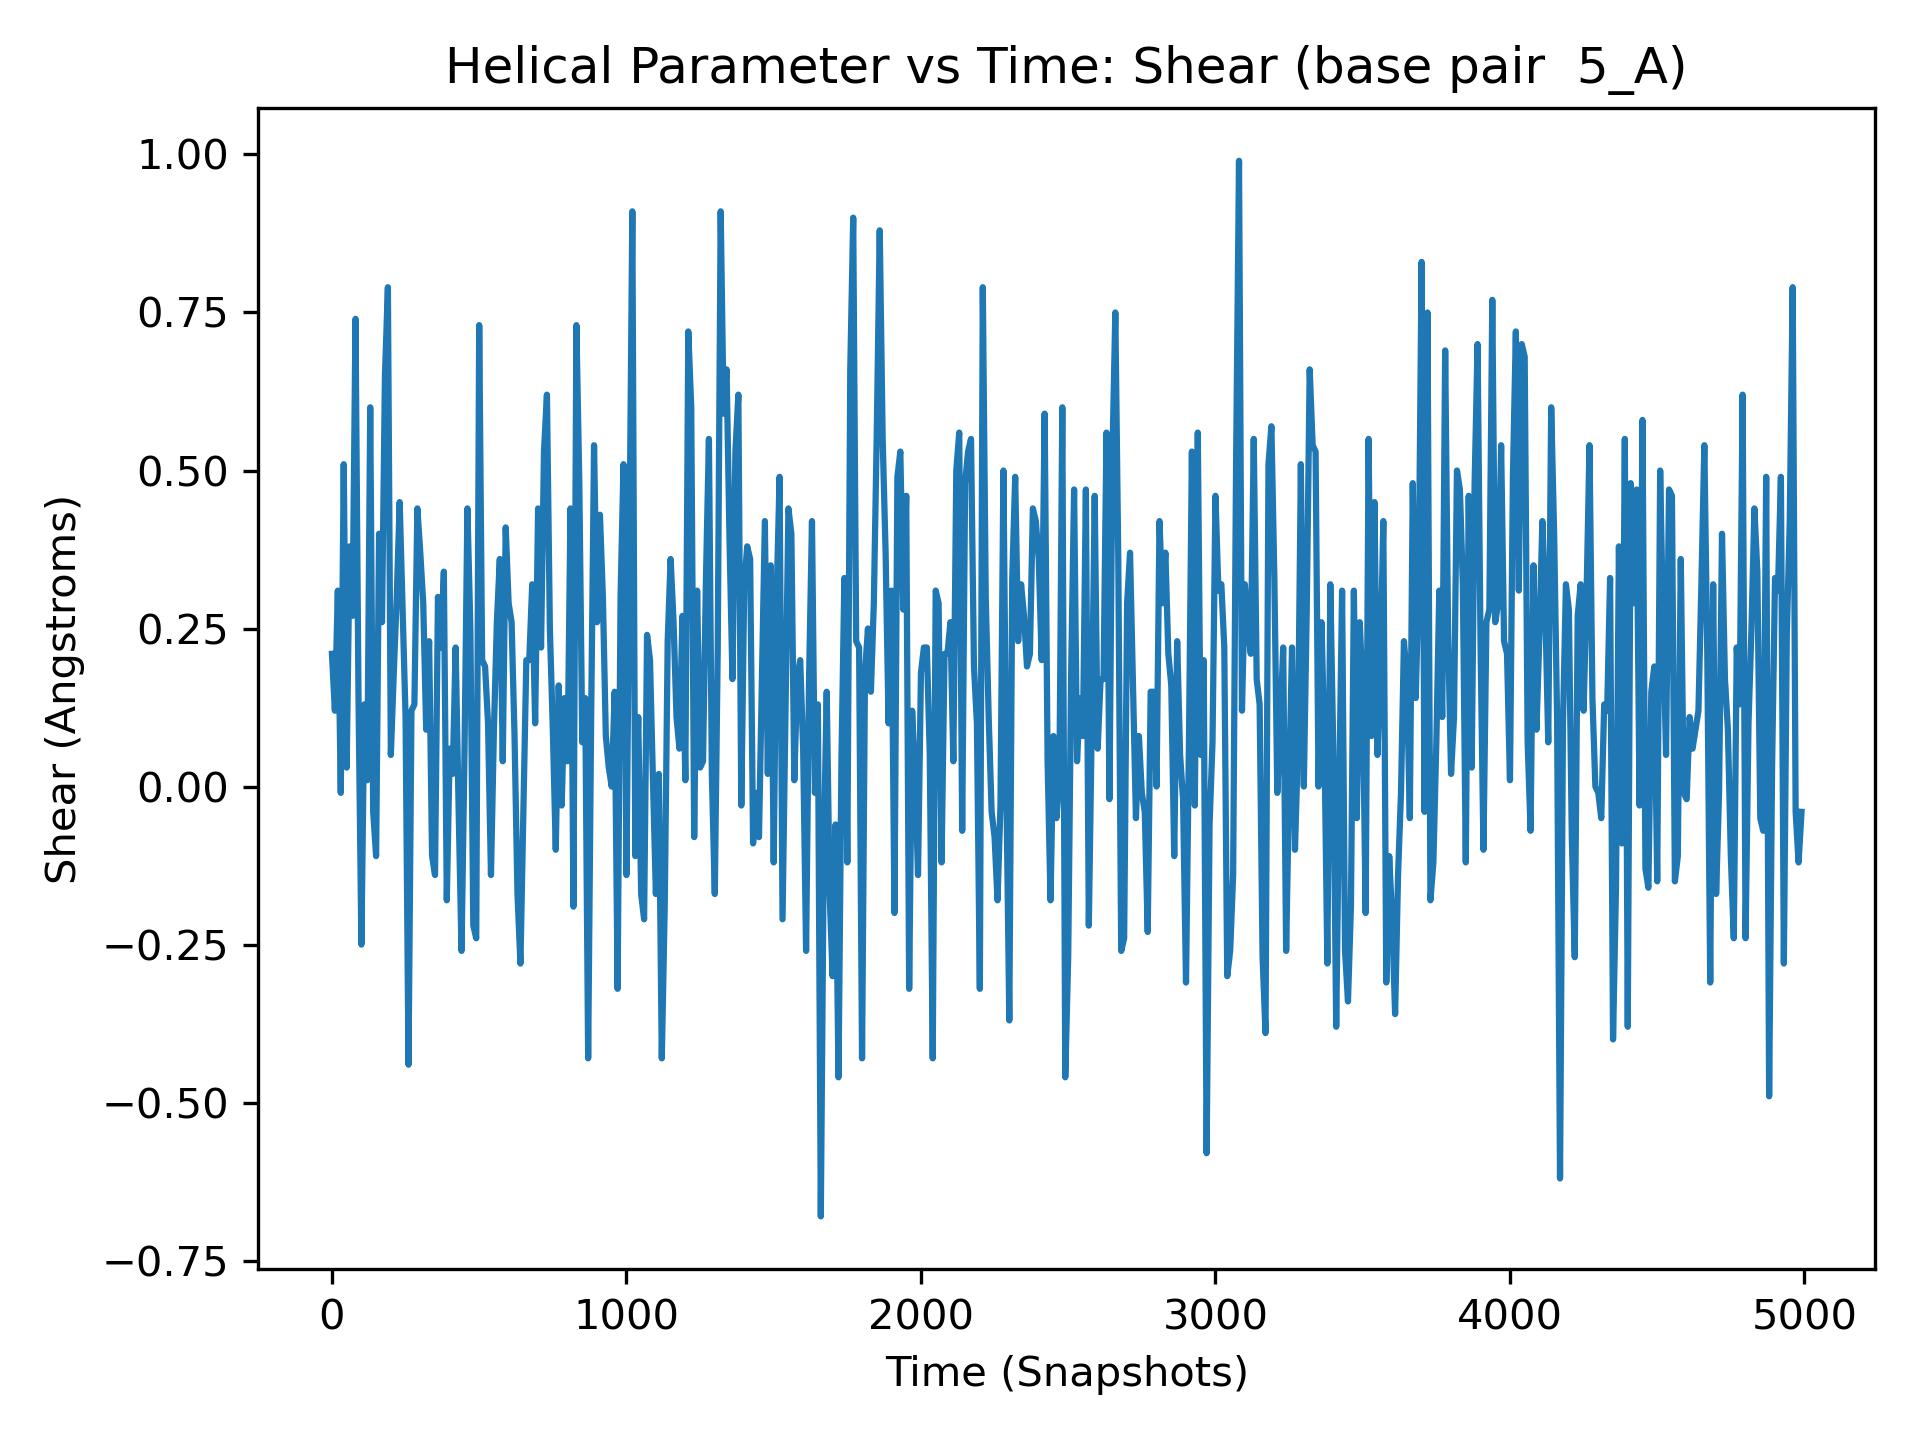 Helical Parameter vs Time: Shear (base pair  5_A)
1.00
0.75
0.50
0.25
0.00
−0.25
−0.50
−0.75
Shear (Angstroms)
0 1000 2000 3000 4000 5000
Time (Snapshots)